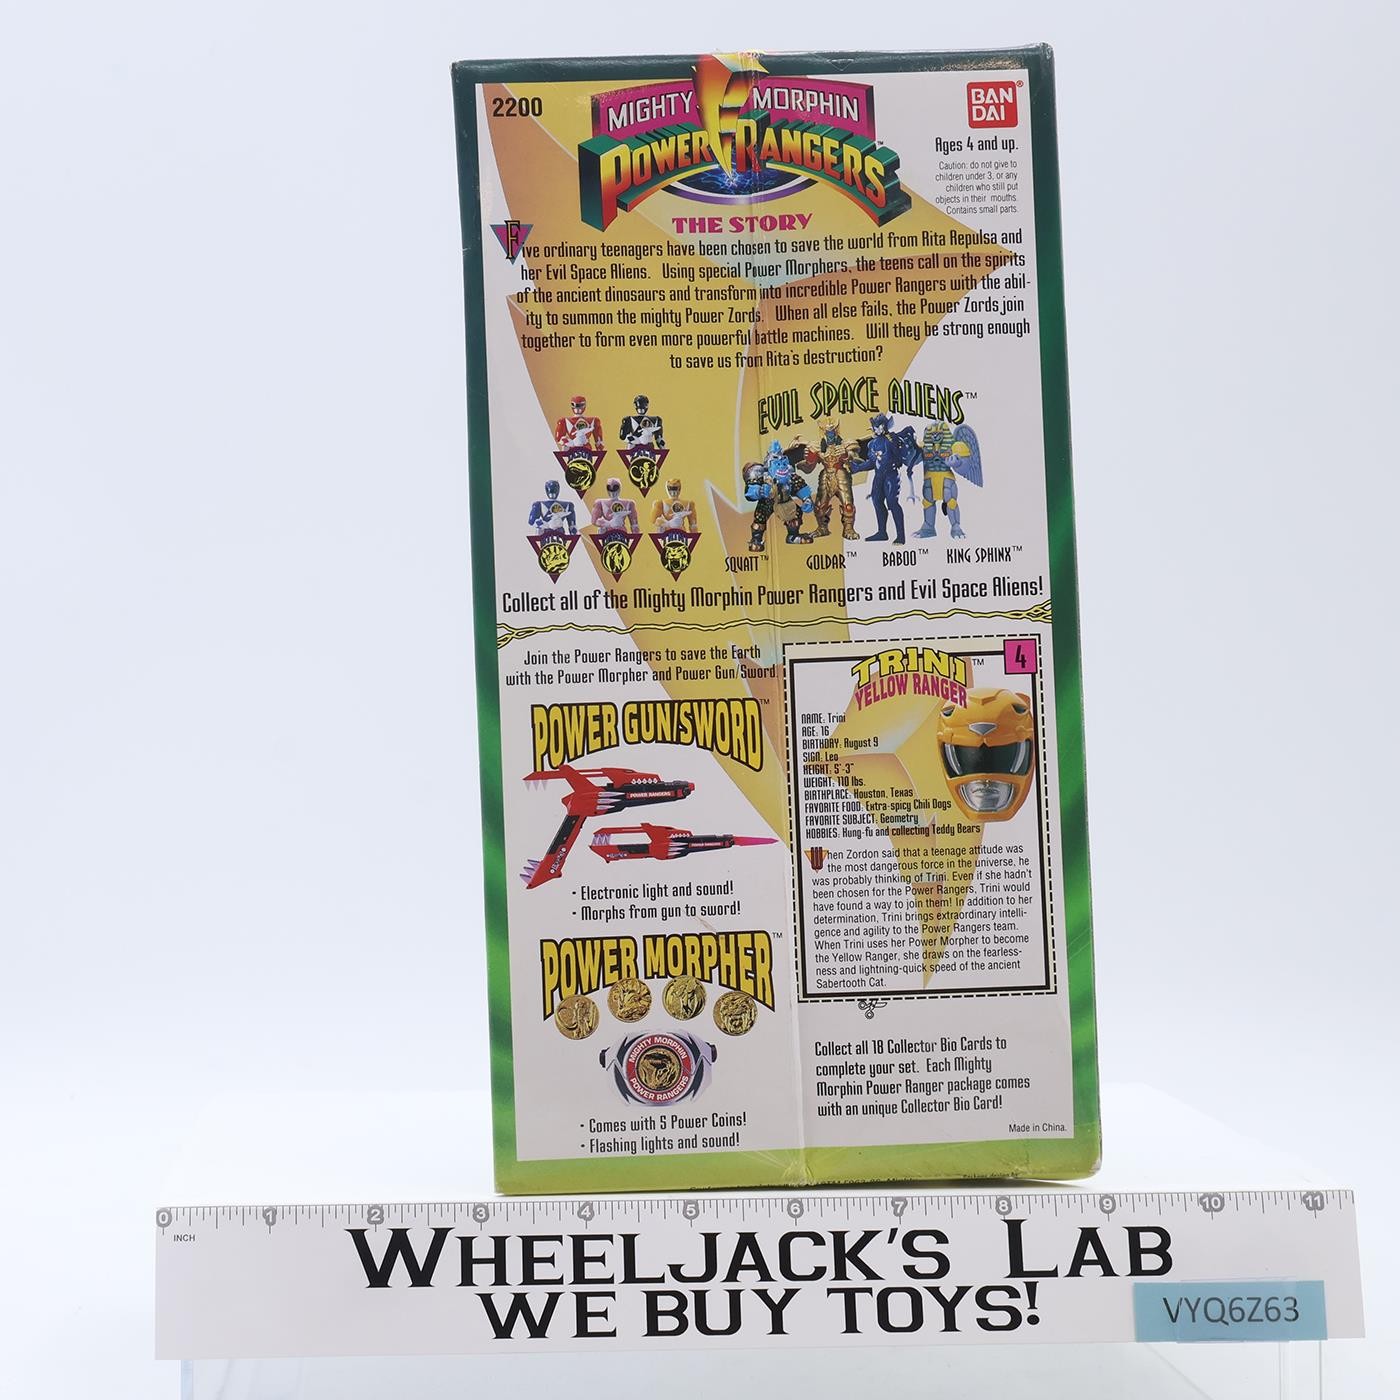 2200
MIGHTY MORPHIN
POWER RANGERS™
BAN
DAI®
Ages 4 and up.
Caution: do not give to
children under 3, or any
children who still put
objects in their mouths.
Contains small parts.
THE STORY
Five ordinary teenagers have been chosen to save the world from Rita Repulsa and
her Evil Space Aliens. Using special Power Morphers, the teens call on the spirits
of the ancient dinosaurs and transform into incredible Power Rangers with the abil-
ity to summon the mighty Power Zords. When all else fails, the Power Zords join
together to form even more powerful battle machines. Will they be strong enough
to save us from Rita's destruction?
EVIL SPACE ALIENS™
JASON
ZACK
BILLY
TRINI
SQUATT™
GOLDAR™
BABOO™
KING SPHINX™
Collect all of the Mighty Morphin Power Rangers and Evil Space Aliens!
Join the Power Rangers to save the Earth
with the Power Morpher and Power Gun/Sword.
POWER GUN/SWORD™
POWER RANGERS
POWER RANGERS
· Electronic light and sound!
· Morphs from gun to sword!
POWER MORPHER™
MIGHTY MORPHIN
POWER RANGERS
· Comes with 5 Power Coins!
· Flashing lights and sound!
4
TRINI™
YELLOW RANGER
NAME: Trini
AGE: 16
BIRTHDAY: August 9
SIGN: Leo
HEIGHT: 5'-3"
WEIGHT: 110 lbs.
BIRTHPLACE: Houston, Texas
FAVORITE FOOD: Extra-spicy Chili Dogs
FAVORITE SUBJECT: Geometry
HOBBIES: Kung-fu and collecting Teddy Bears
When Zordon said that a teenage attitude was
the most dangerous force in the universe, he
was probably thinking of Trini. Even if she hadn't
been chosen for the Power Rangers, Trini would
have found a way to join them! In addition to her
determination, Trini brings extraordinary intelli-
gence and agility to the Power Rangers team.
When Trini uses her Power Morpher to become
the Yellow Ranger, she draws on the fearless-
ness and lightning-quick speed of the ancient
Sabertooth Cat.
Collect all 18 Collector Bio Cards to
complete your set. Each Mighty
Morphin Power Ranger package comes
with an unique Collector Bio Card!
Made in China.
0 1 2 3 4 5 6 7 8 9 10 11
INCH
WHEELJACK'S LAB
WE BUY TOYS!
VYQ6Z63